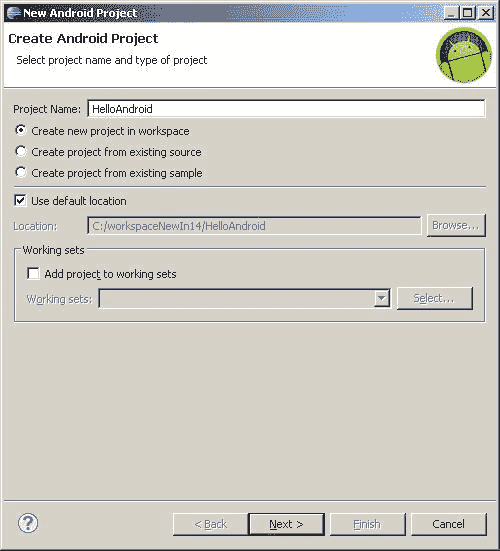 New Android Project
Create Android Project
Select project name and type of project
Project Name: HelloAndroid
Create new project in workspace
Create project from existing source
Create project from existing sample
Use default location
Location: C:/workspaceNewIn14/HelloAndroid Browse...
Working sets
Add project to working sets
Working sets: Select...
? < Back Next > Finish Cancel